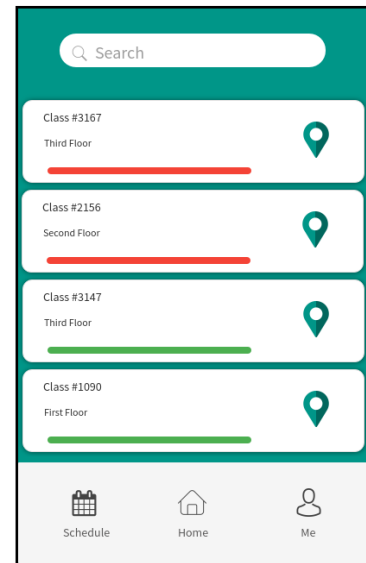 Search
Class #3167
Third Floor
Class #2156
Second Floor
Class #3147
Third Floor
Class #1090
First Floor
Schedule
Home
Me